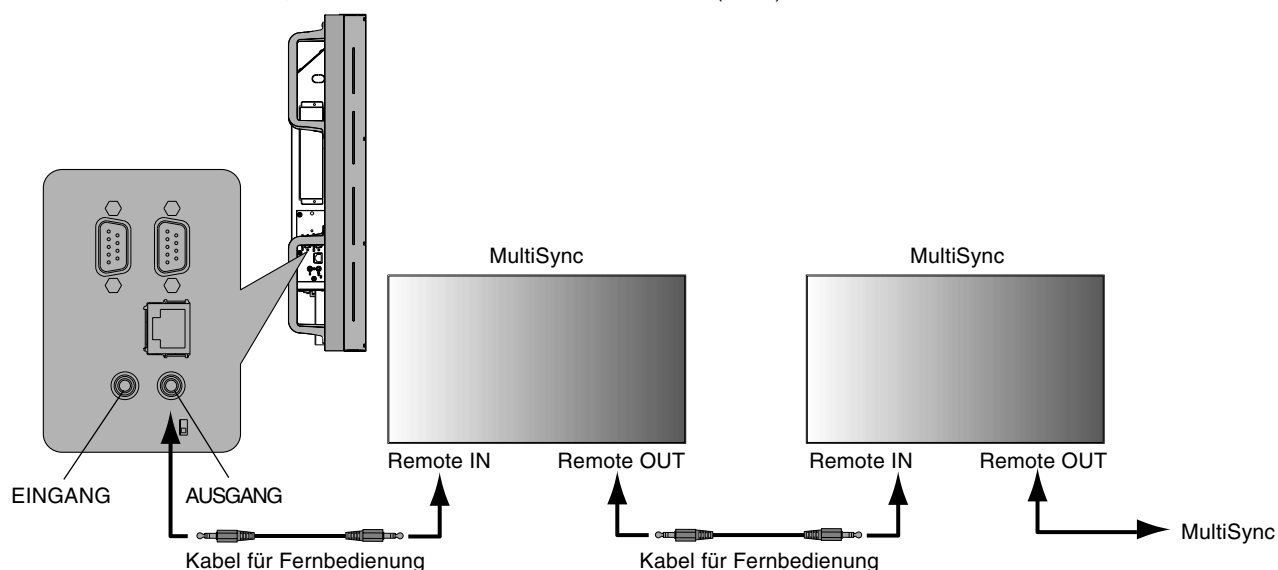 MultiSync
MultiSync
Remote IN
Remote OUT
Remote IN
Remote OUT
EINGANG
AUSGANG
MultiSync
Kabel für Fernbedienung
Kabel für Fernbedienung